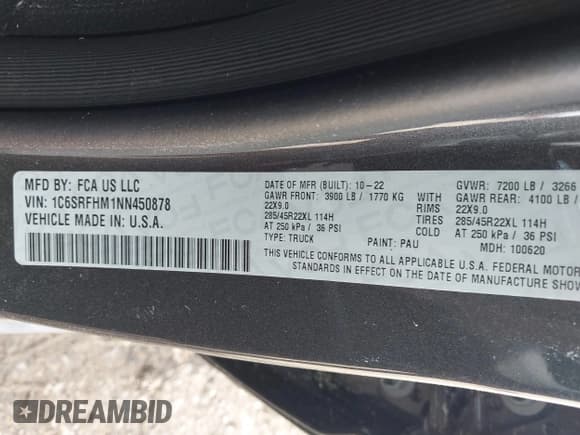 MFD BY: FCA US LLC
VIN: 1C6SRFHM1NN450878
VEHICLE MADE IN: U.S.A.
DATE OF MFR (BUILT): 10-22 GVWR: 7200 LB / 3266
GAWR FRONT: 3900 LB / 1770 KG WITH GAWR REAR: 4100 LB /
22X9.0 RIMS 22X9.0
285/45R22XL 114H TIRES 285/45R22XL 114H
AT 250 kPa / 36 PSI COLD AT 250 kPa / 36 PSI
TYPE: TRUCK PAINT: PAU MDH: 100620
THIS VEHICLE CONFORMS TO ALL APPLICABLE U.S.A. FEDERAL MOTOR
STANDARDS IN EFFECT ON THE DATE OF MANUFACTURE SHOW
DREAMBID